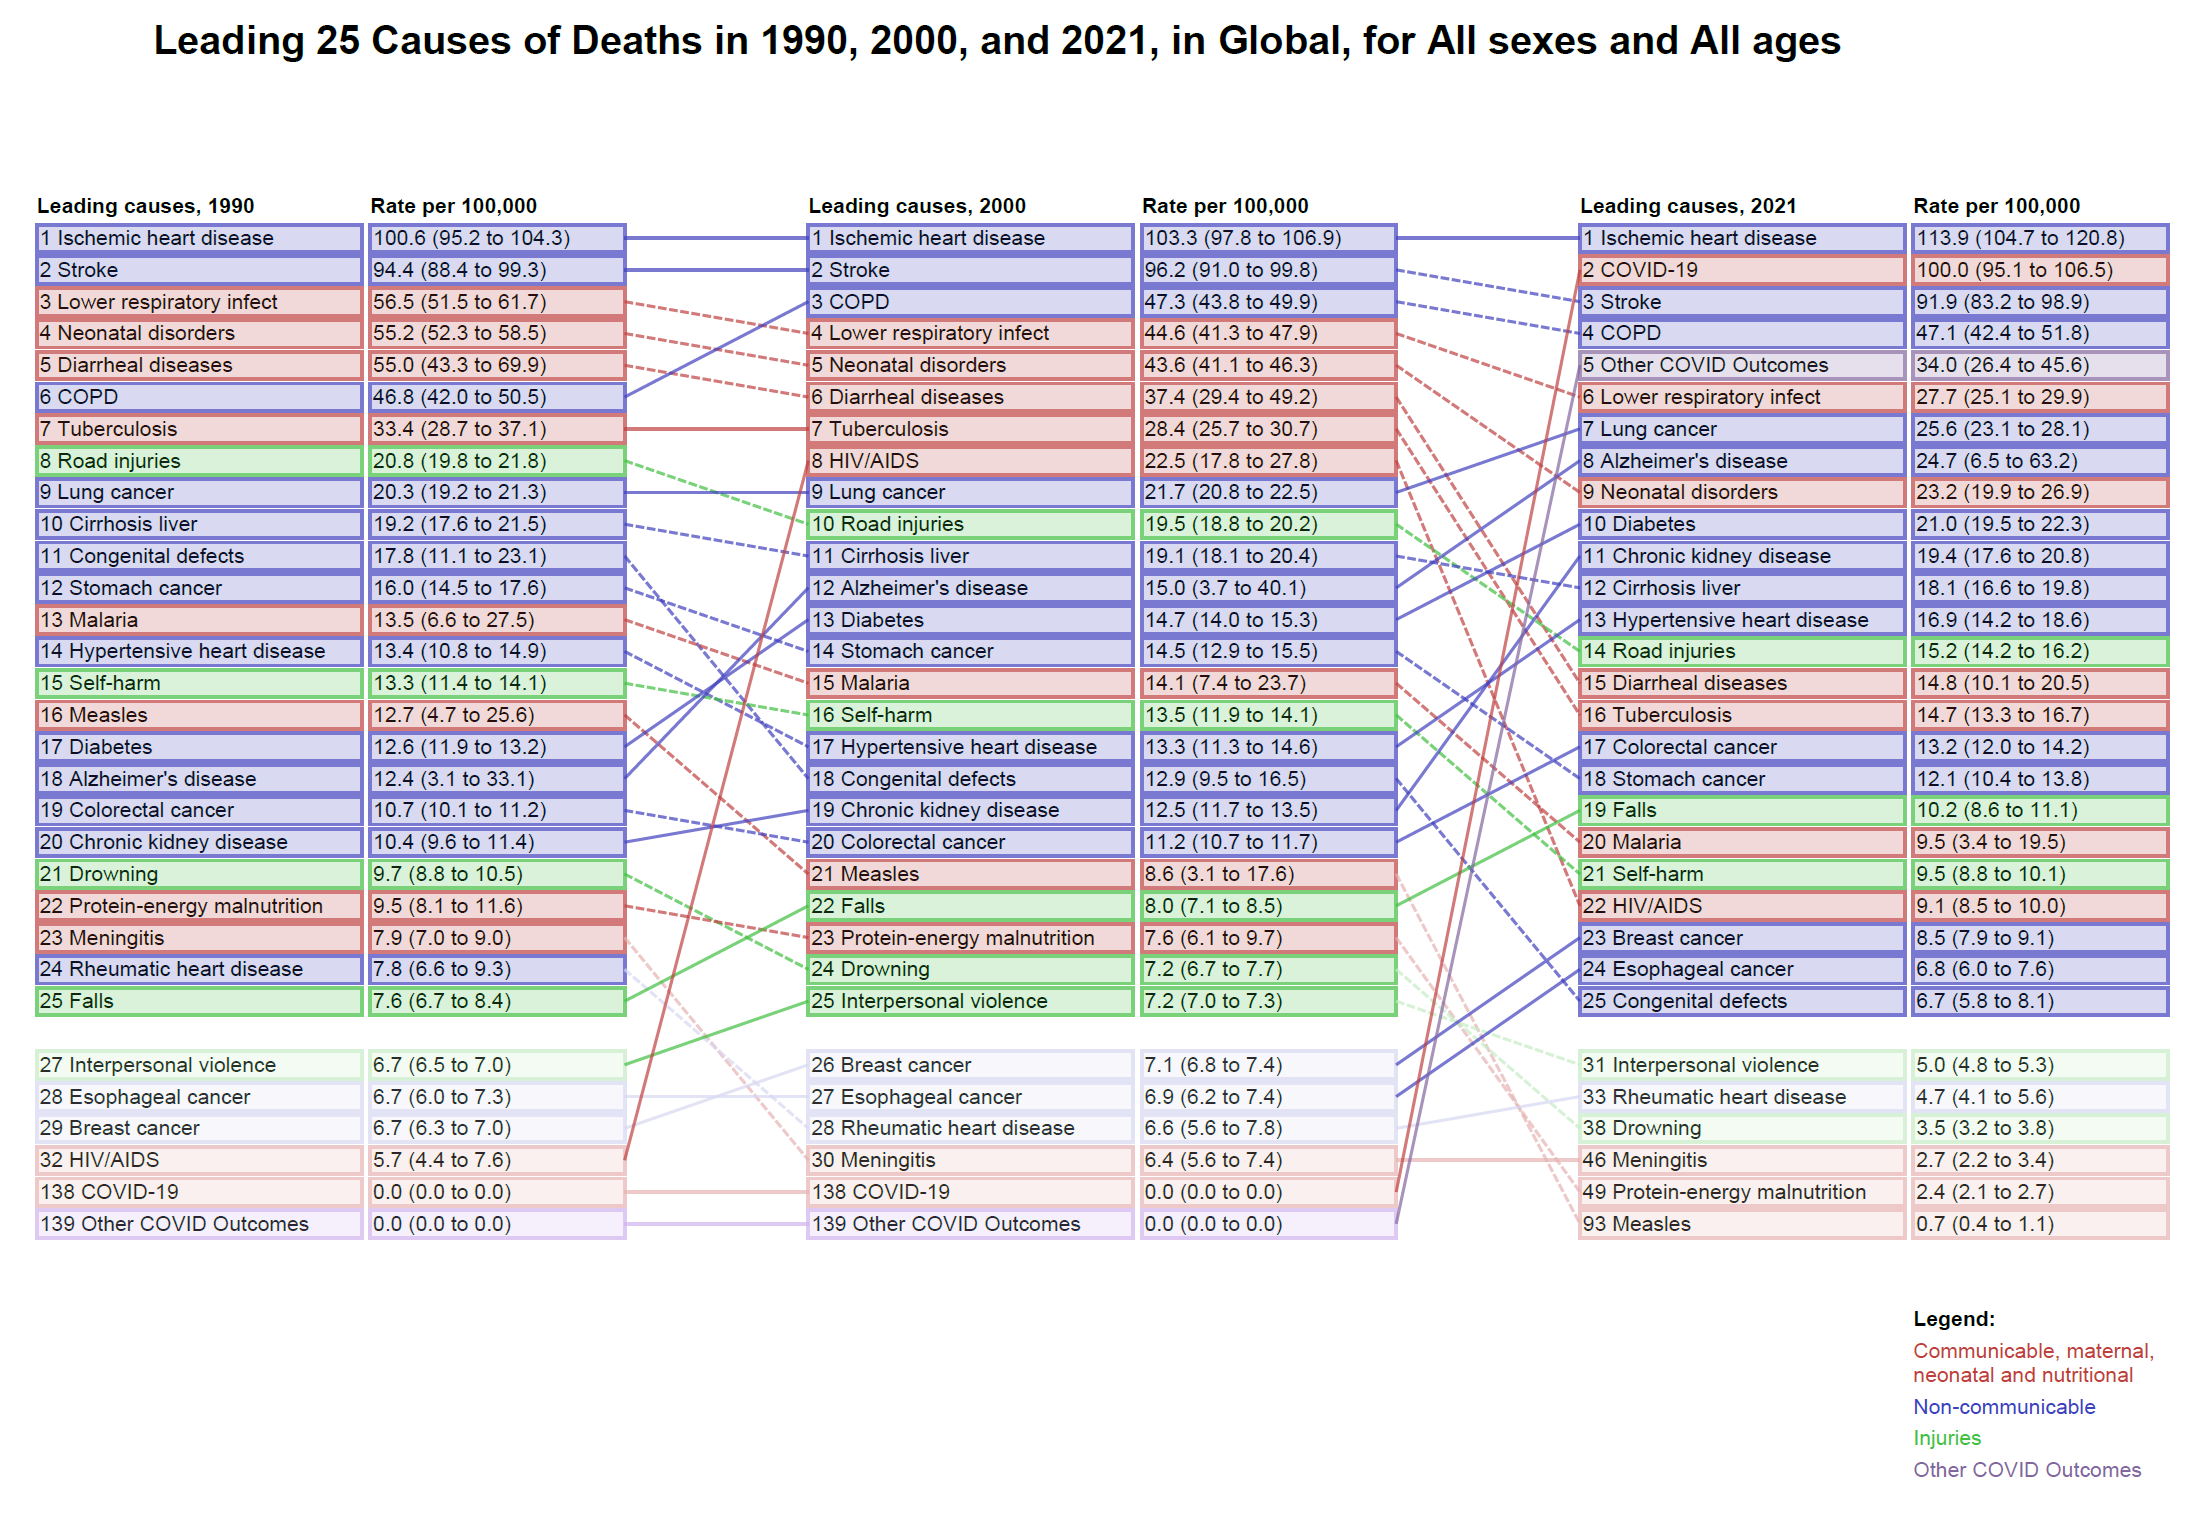 Leading 25 Causes of Deaths in 1990, 2000, and 2021, in Global, for All sexes and All ages
Leading causes, 1990 Rate per 100,000 Leading causes, 2000 Rate per 100,000 Leading causes, 2021 Rate per 100,000
1 Ischemic heart disease 100.6 (95.2 to 104.3) 1 Ischemic heart disease 103.3 (97.8 to 106.9) 1 Ischemic heart disease 113.9 (104.7 to 120.8)
2 Stroke 94.4 (88.4 to 99.3) 2 Stroke 96.2 (91.0 to 99.8) 2 COVID-19 100.0 (95.1 to 106.5)
3 Lower respiratory infect 56.5 (51.5 to 61.7) 3 COPD 47.3 (43.8 to 49.9) 3 Stroke 91.9 (83.2 to 98.9)
4 Neonatal disorders 55.2 (52.3 to 58.5) 4 Lower respiratory infect 44.6 (41.3 to 47.9) 4 COPD 47.1 (42.4 to 51.8)
5 Diarrheal diseases 55.0 (43.3 to 69.9) 5 Neonatal disorders 43.6 (41.1 to 46.3) 5 Other COVID Outcomes 34.0 (26.4 to 45.6)
6 COPD 46.8 (42.0 to 50.5) 6 Diarrheal diseases 37.4 (29.4 to 49.2) 6 Lower respiratory infect 27.7 (25.1 to 29.9)
7 Tuberculosis 33.4 (28.7 to 37.1) 7 Tuberculosis 28.4 (25.7 to 30.7) 7 Lung cancer 25.6 (23.1 to 28.1)
8 Road injuries 20.8 (19.8 to 21.8) 8 HIV/AIDS 22.5 (17.8 to 27.8) 8 Alzheimer's disease 24.7 (6.5 to 63.2)
9 Lung cancer 20.3 (19.2 to 21.3) 9 Lung cancer 21.7 (20.8 to 22.5) 9 Neonatal disorders 23.2 (19.9 to 26.9)
10 Cirrhosis liver 19.2 (17.6 to 21.5) 10 Road injuries 19.5 (18.8 to 20.2) 10 Diabetes 21.0 (19.5 to 22.3)
11 Congenital defects 17.8 (11.1 to 23.1) 11 Cirrhosis liver 19.1 (18.1 to 20.4) 11 Chronic kidney disease 19.4 (17.6 to 20.8)
12 Stomach cancer 16.0 (14.5 to 17.6) 12 Alzheimer's disease 15.0 (3.7 to 40.1) 12 Cirrhosis liver 18.1 (16.6 to 19.8)
13 Malaria 13.5 (6.6 to 27.5) 13 Diabetes 14.7 (14.0 to 15.3) 13 Hypertensive heart disease 16.9 (14.2 to 18.6)
14 Hypertensive heart disease 13.4 (10.8 to 14.9) 14 Stomach cancer 14.5 (12.9 to 15.5) 14 Road injuries 15.2 (14.2 to 16.2)
15 Self-harm 13.3 (11.4 to 14.1) 15 Malaria 14.1 (7.4 to 23.7) 15 Diarrheal diseases 14.8 (10.1 to 20.5)
16 Measles 12.7 (4.7 to 25.6) 16 Self-harm 13.5 (11.9 to 14.1) 16 Tuberculosis 14.7 (13.3 to 16.7)
17 Diabetes 12.6 (11.9 to 13.2) 17 Hypertensive heart disease 13.3 (11.3 to 14.6) 17 Colorectal cancer 13.2 (12.0 to 14.2)
18 Alzheimer's disease 12.4 (3.1 to 33.1) 18 Congenital defects 12.9 (9.5 to 16.5) 18 Stomach cancer 12.1 (10.4 to 13.8)
19 Colorectal cancer 10.7 (10.1 to 11.2) 19 Chronic kidney disease 12.5 (11.7 to 13.5) 19 Falls 10.2 (8.6 to 11.1)
20 Chronic kidney disease 10.4 (9.6 to 11.4) 20 Colorectal cancer 11.2 (10.7 to 11.7) 20 Malaria 9.5 (3.4 to 19.5)
21 Drowning 9.7 (8.8 to 10.5) 21 Measles 8.6 (3.1 to 17.6) 21 Self-harm 9.5 (8.8 to 10.1)
22 Protein-energy malnutrition 9.5 (8.1 to 11.6) 22 Falls 8.0 (7.1 to 8.5) 22 HIV/AIDS 9.1 (8.5 to 10.0)
23 Meningitis 7.9 (7.0 to 9.0) 23 Protein-energy malnutrition 7.6 (6.1 to 9.7) 23 Breast cancer 8.5 (7.9 to 9.1)
24 Rheumatic heart disease 7.8 (6.6 to 9.3) 24 Drowning 7.2 (6.7 to 7.7) 24 Esophageal cancer 6.8 (6.0 to 7.6)
25 Falls 7.6 (6.7 to 8.4) 25 Interpersonal violence 7.2 (7.0 to 7.3) 25 Congenital defects 6.7 (5.8 to 8.1)
27 Interpersonal violence 6.7 (6.5 to 7.0) 26 Breast cancer 7.1 (6.8 to 7.4) 31 Interpersonal violence 5.0 (4.8 to 5.3)
28 Esophageal cancer 6.7 (6.0 to 7.3) 27 Esophageal cancer 6.9 (6.2 to 7.4) 33 Rheumatic heart disease 4.7 (4.1 to 5.6)
29 Breast cancer 6.7 (6.3 to 7.0) 28 Rheumatic heart disease 6.6 (5.6 to 7.8) 38 Drowning 3.5 (3.2 to 3.8)
32 HIV/AIDS 5.7 (4.4 to 7.6) 30 Meningitis 6.4 (5.6 to 7.4) 46 Meningitis 2.7 (2.2 to 3.4)
138 COVID-19 0.0 (0.0 to 0.0) 138 COVID-19 0.0 (0.0 to 0.0) 49 Protein-energy malnutrition 2.4 (2.1 to 2.7)
139 Other COVID Outcomes 0.0 (0.0 to 0.0) 139 Other COVID Outcomes 0.0 (0.0 to 0.0) 93 Measles 0.7 (0.4 to 1.1)
Legend:
Communicable, maternal,
neonatal and nutritional
Non-communicable
Injuries
Other COVID Outcomes